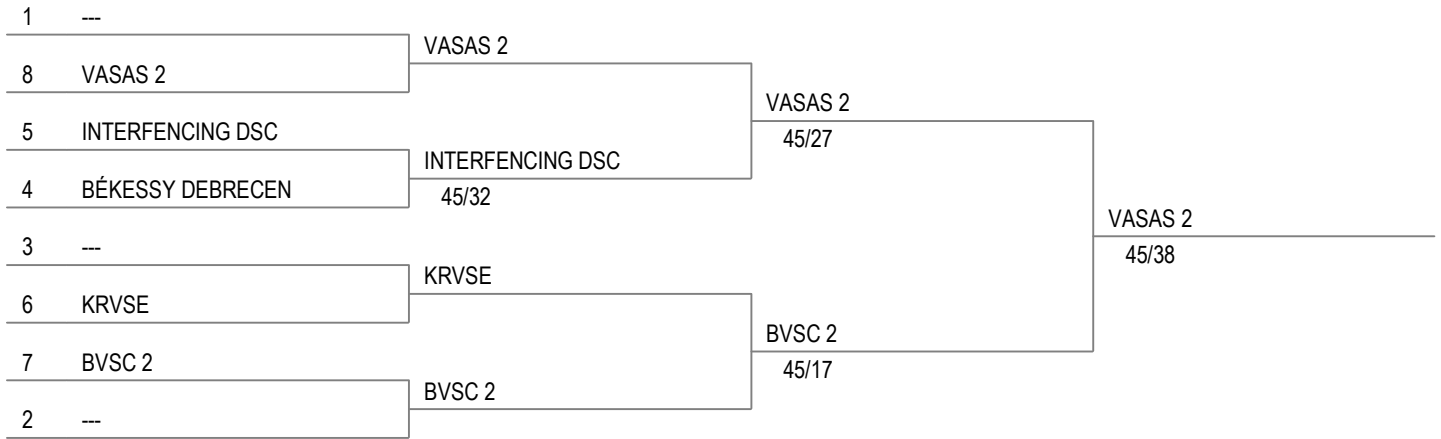 1 ---
8 VASAS 2
5 INTERFENCING DSC
4 BÉKESSY DEBRECEN
3 ---
6 KRVSE
7 BVSC 2
2 ---
VASAS 2
INTERFENCING DSC
45/32
KRVSE
BVSC 2
VASAS 2
45/27
BVSC 2
45/17
VASAS 2
45/38